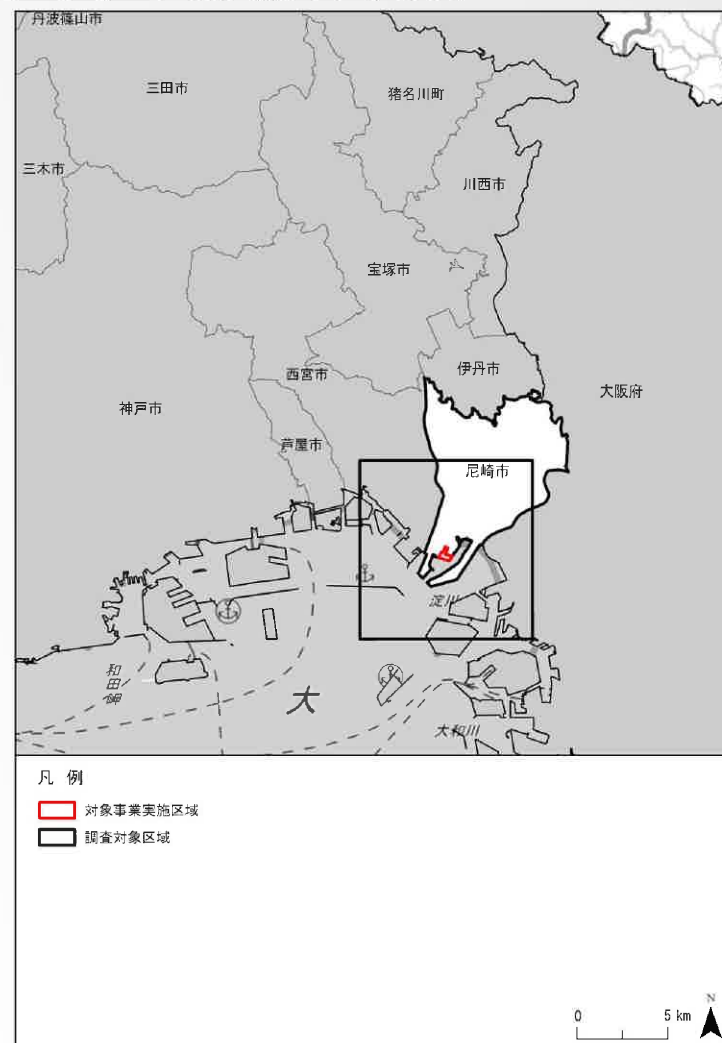 丹波篠山市
三田市
猪名川町
三木市
川西市
宝塚市
伊丹市
西宮市
大阪府
神戸市
芦屋市
尼崎市
淀川
和田岬
大
大和川
凡 例
対象事業実施区域
調査対象区域
0 5 km
N